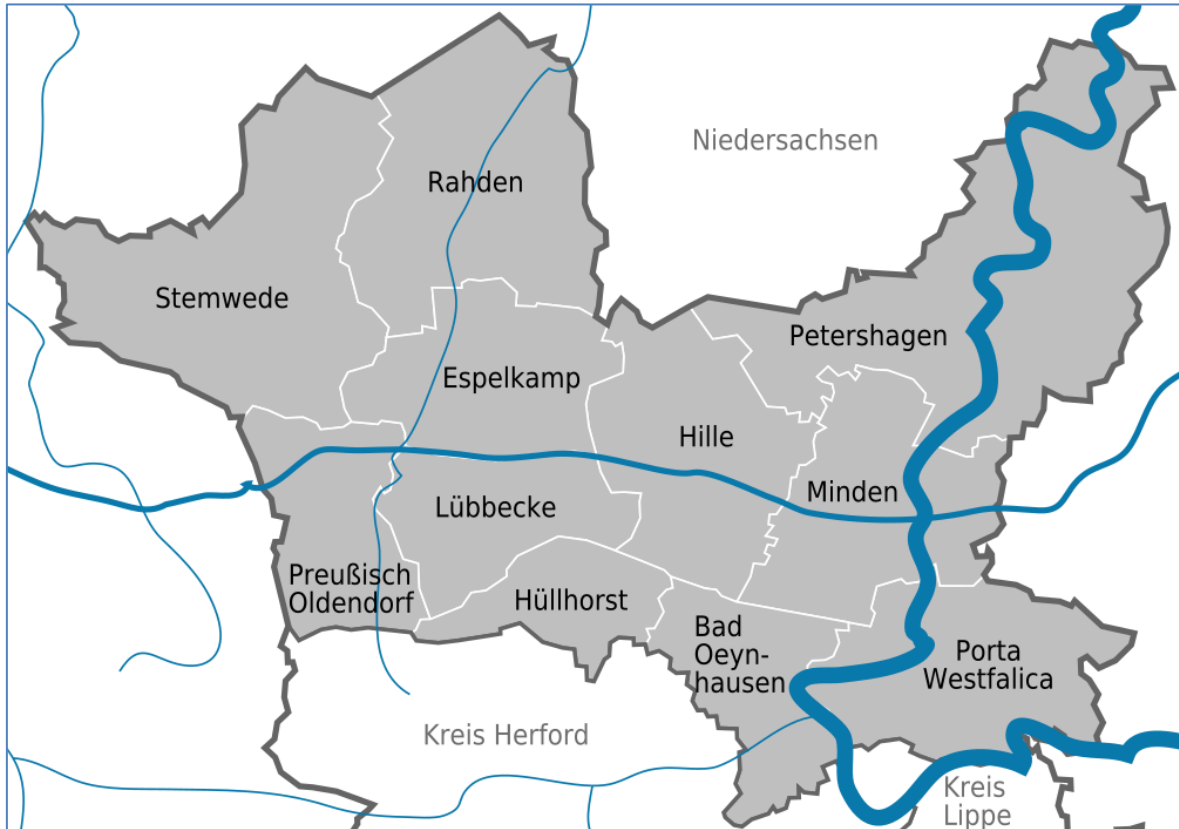 Niedersachsen
Rahden
Stemwede
Petershagen
Espelkamp
Hille
Minden
Lübbecke
Preußisch
Oldendorf
Hüllhorst
Bad
Oeyn-
hausen
Porta
Westfalica
Kreis Herford
Kreis
Lippe